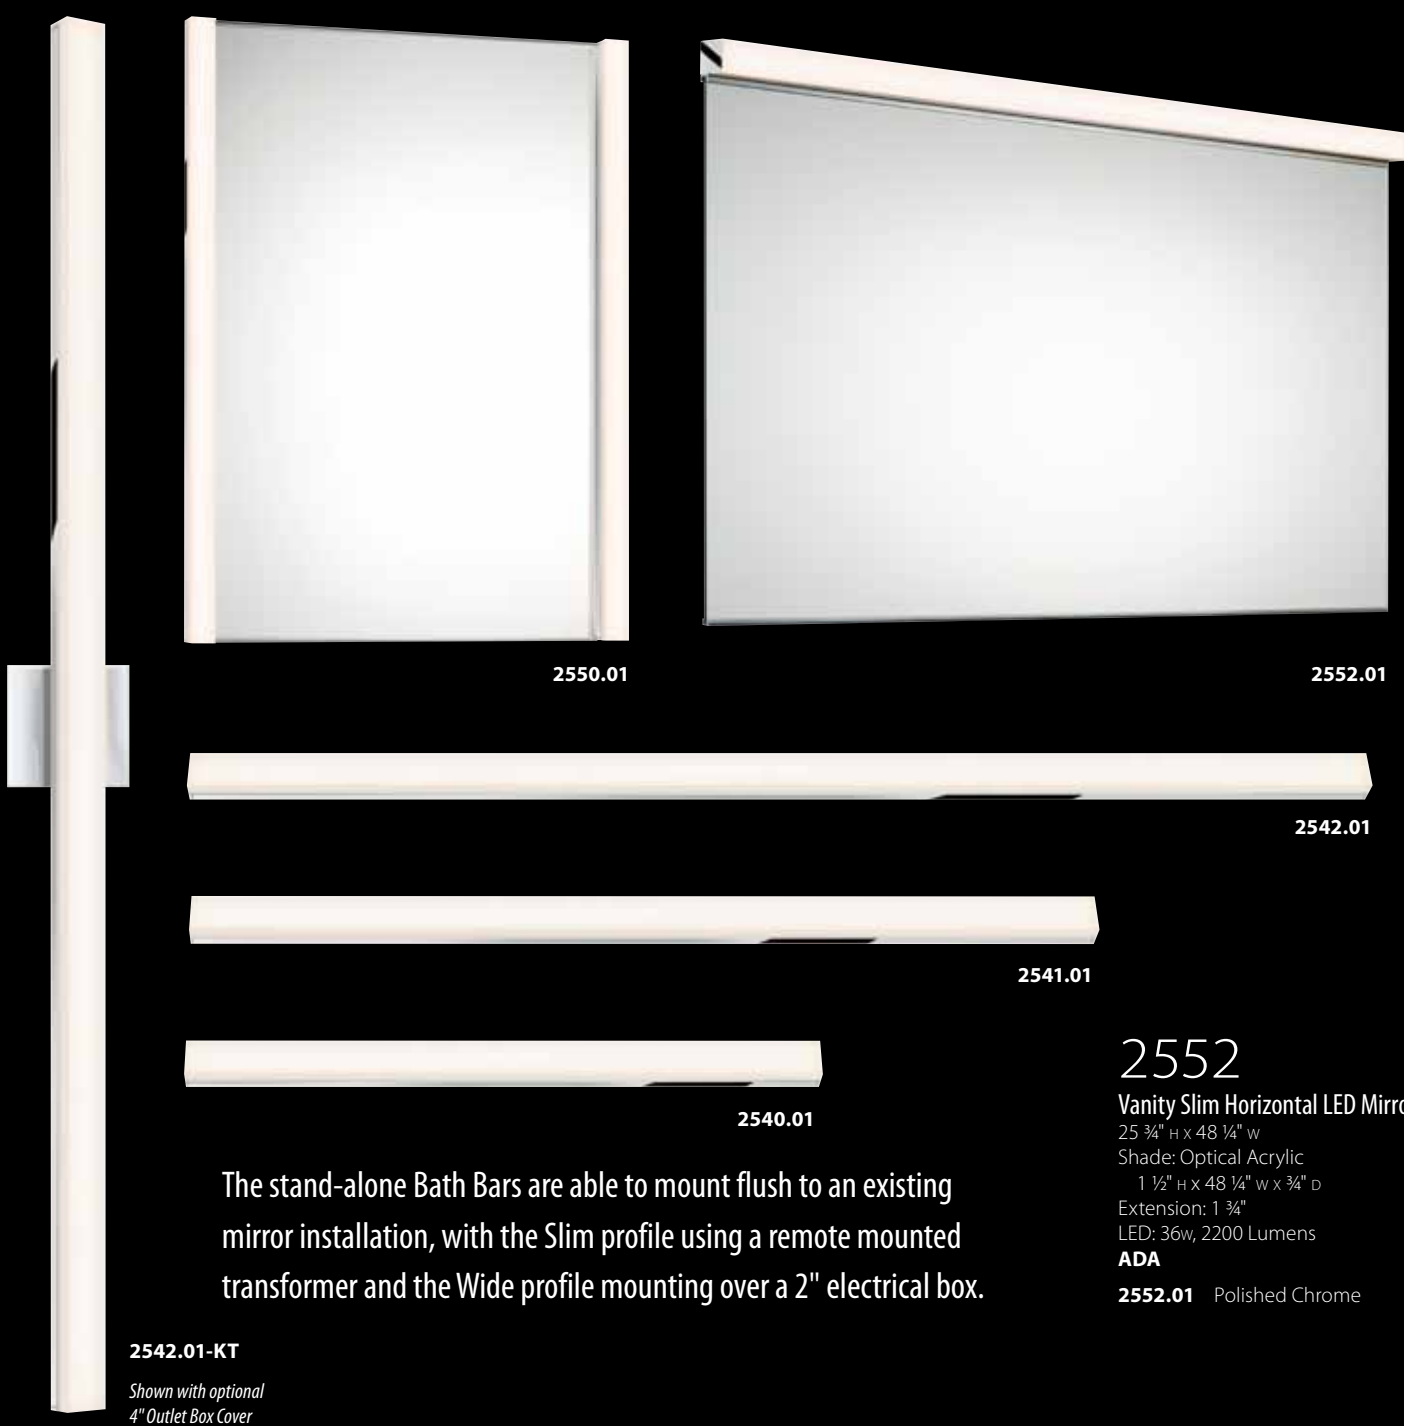 2550.01
2552.01
2542.01
2541.01
2540.01
The stand-alone Bath Bars are able to mount flush to an existing
mirror installation, with the Slim profile using a remote mounted
transformer and the Wide profile mounting over a 2" electrical box.
2542.01-KT
Shown with optional
4" Outlet Box Cover
2552
Vanity Slim Horizontal LED Mirro
25 ¾" H x 48 ¼" W
Shade: Optical Acrylic
1 ½" H x 48 ¼" W x ¾" D
Extension: 1 ¾"
LED: 36w, 2200 Lumens
ADA
2552.01 Polished Chrome